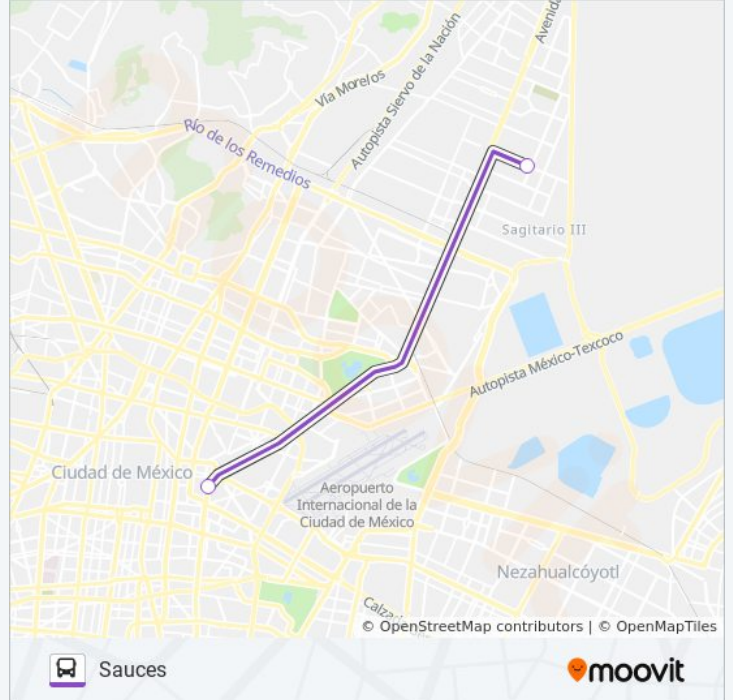 Avenida
Autopista Siervo de la Nación
Vía Morelos
Río de los Remedios
Sagitario III
Autopista México-Texcoco
Ciudad de México
Aeropuerto
Internacional de la
Ciudad de México
Nezahualcóyotl
© OpenStreetMap contributors | © OpenMapTiles
Sauces
moovit